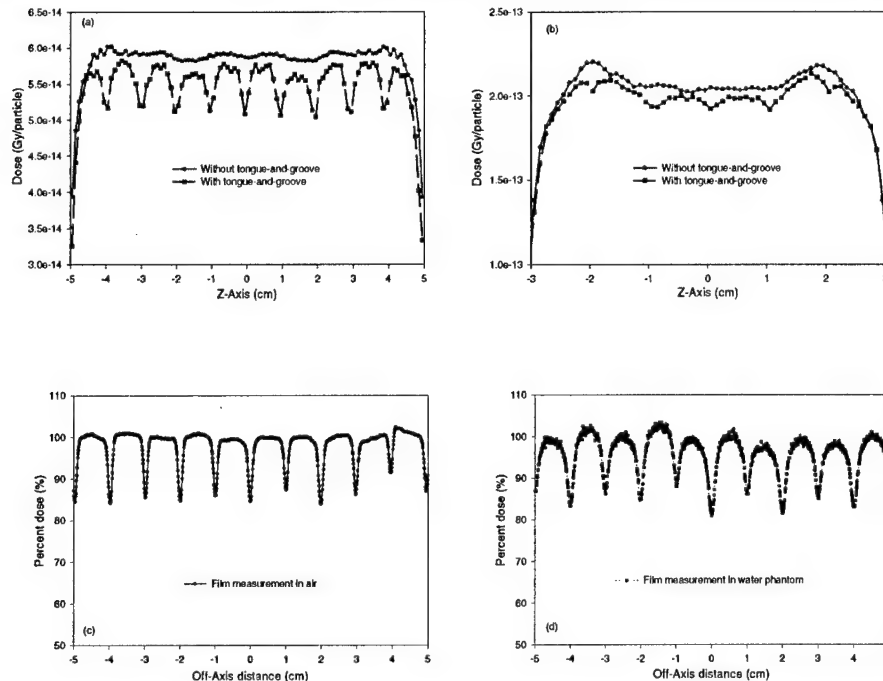 (a)
6.5e-14
6.0e-14
5.5e-14
5.0e-14
4.5e-14
4.0e-14
3.5e-14
3.0e-14
Dose (Gy/particle)
Without tongue-and-groove
With tongue-and-groove
-5 -4 -3 -2 -1 0 1 2 3 4 5
Z-Axis (cm)
(b)
2.5e-13
2.0e-13
1.5e-13
1.0e-13
Dose (Gy/particle)
Without tongue-and-groove
With tongue-and-groove
-3 -2 -1 0 1 2
Z-Axis (cm)
110
100
90
80
70
60
50
Percent dose (%)
Film measurement in air
(c)
-5 -4 -3 -2 -1 0 1 2 3 4 5
Off-Axis distance (cm)
110
100
90
80
70
60
50
Percent dose (%)
Film measurement in water phantom
(d)
-5 -4 -3 -2 -1 0 1 2 3 4 5
Off-Axis distance (cm)